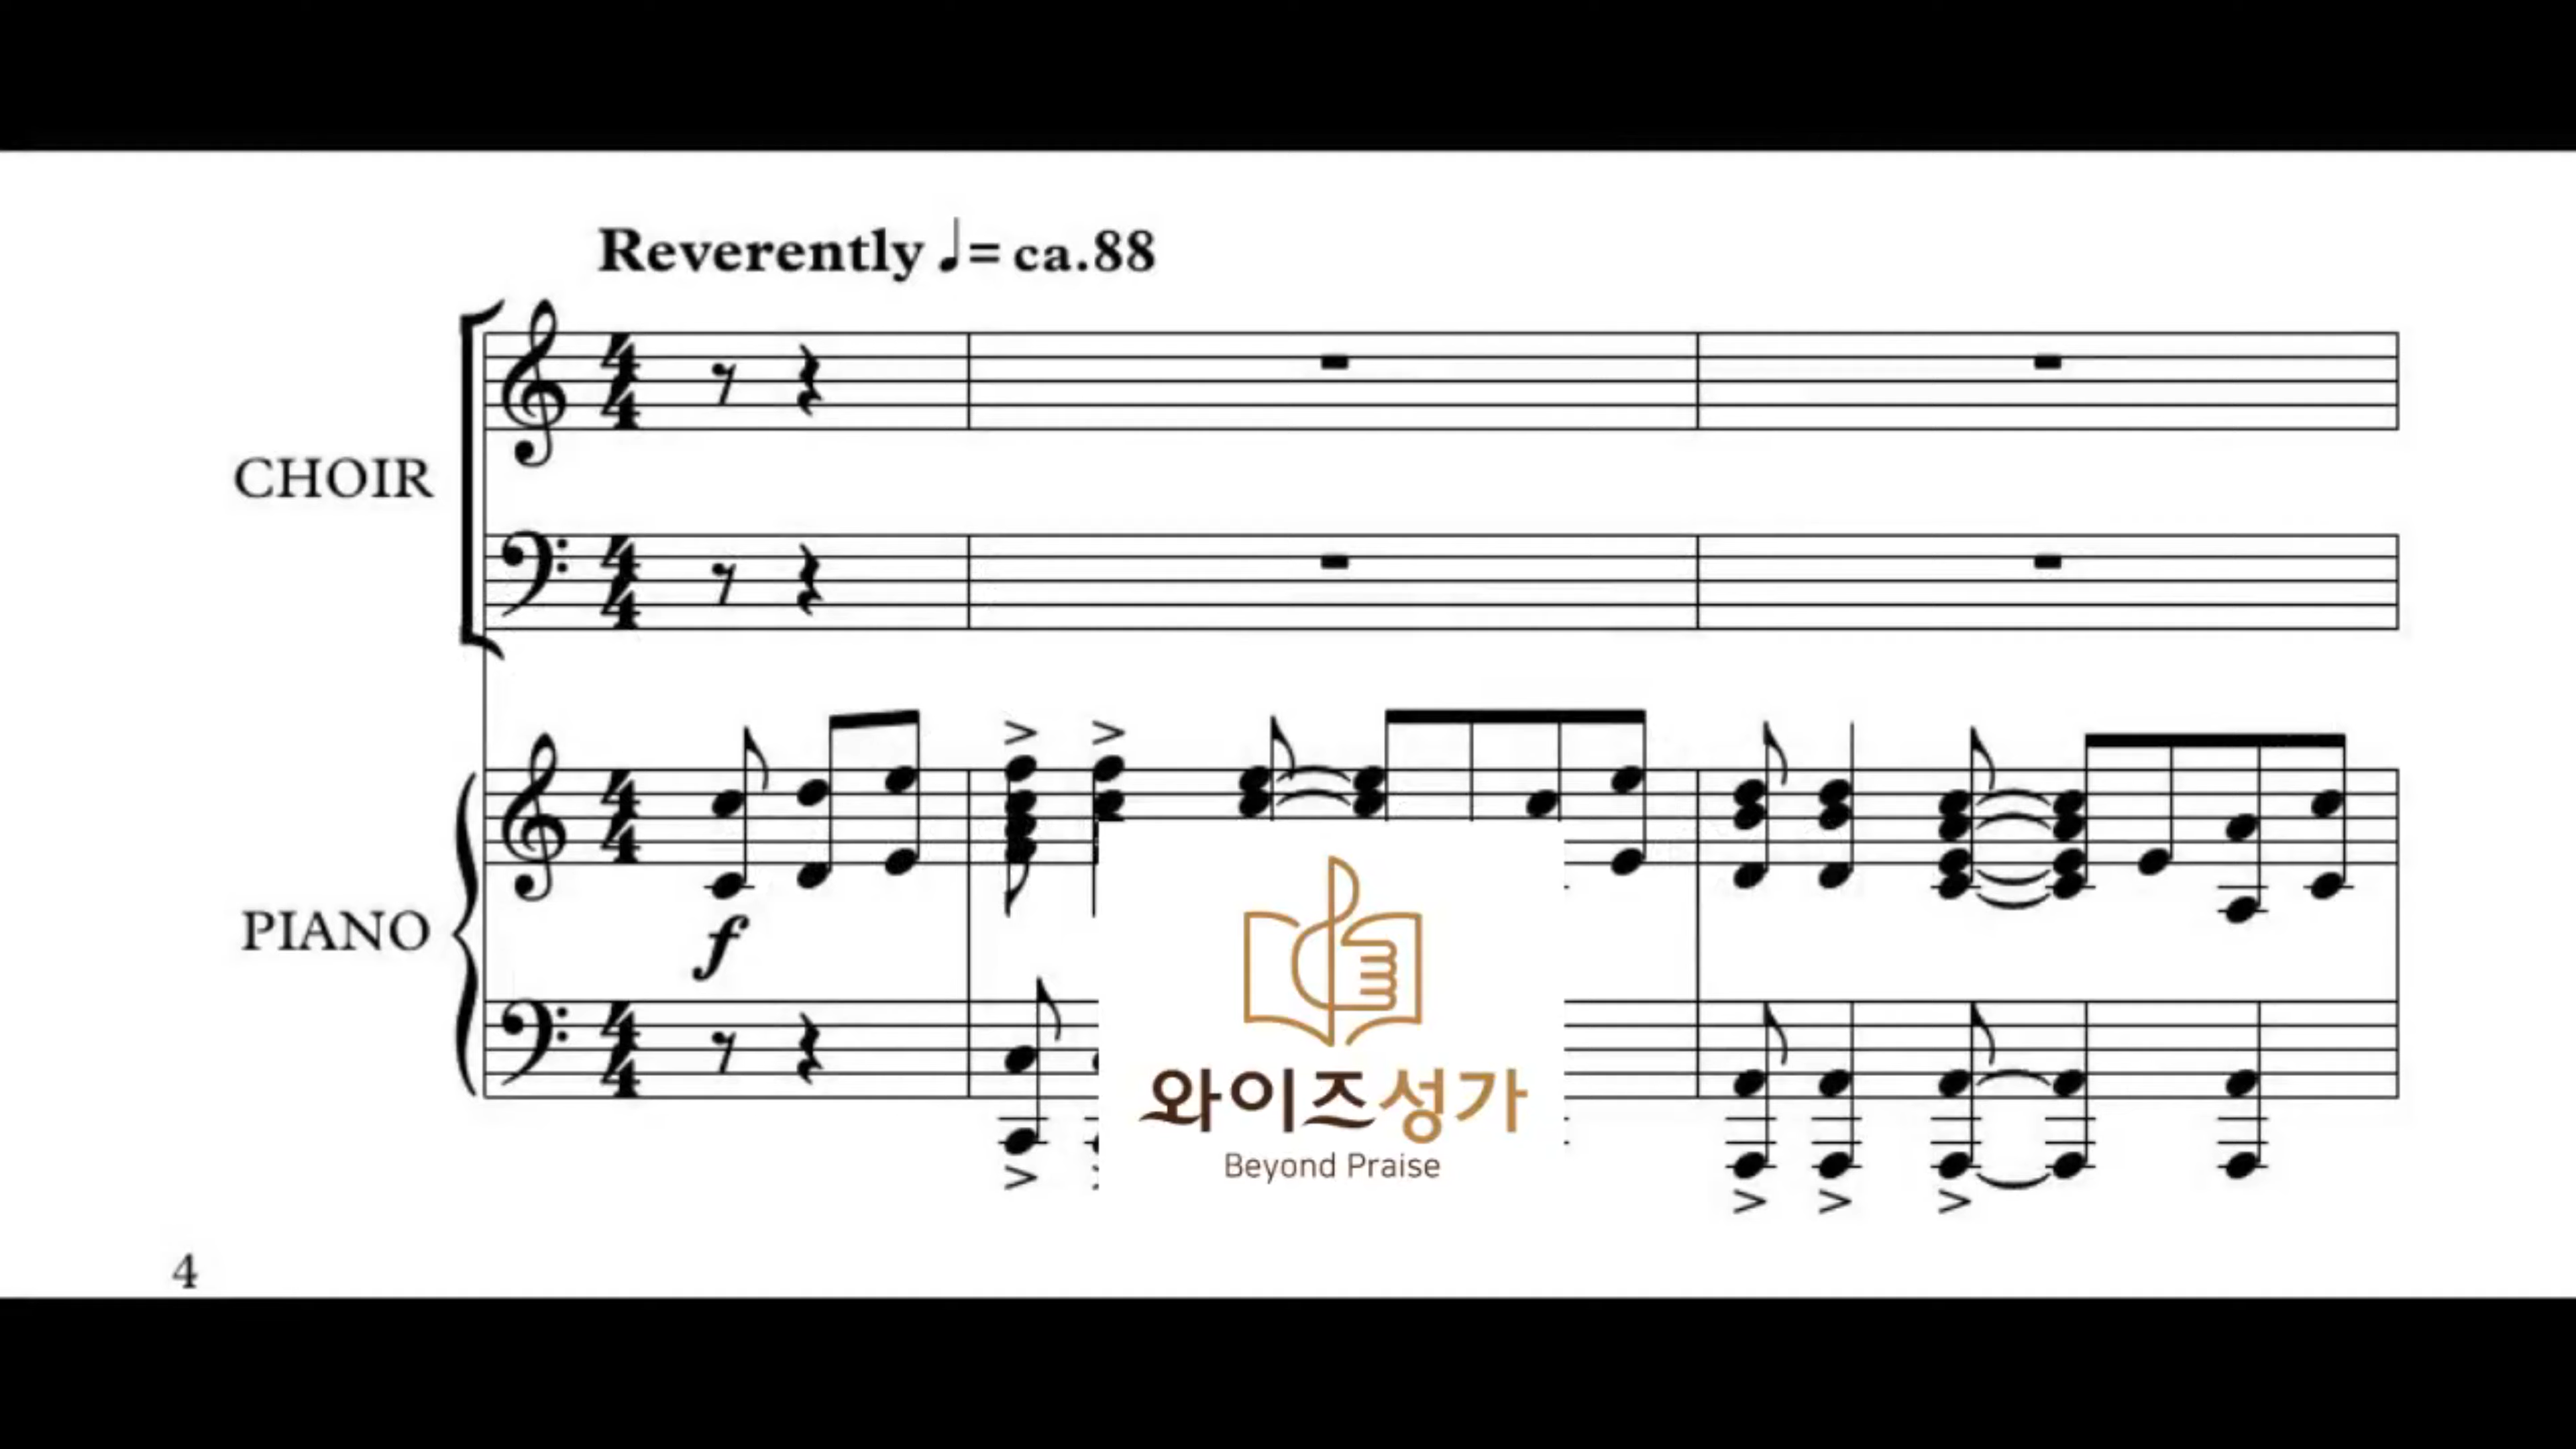 Reverently ♩= ca.88
CHOIR
PIANO
f
와이즈성가
Beyond Praise
4